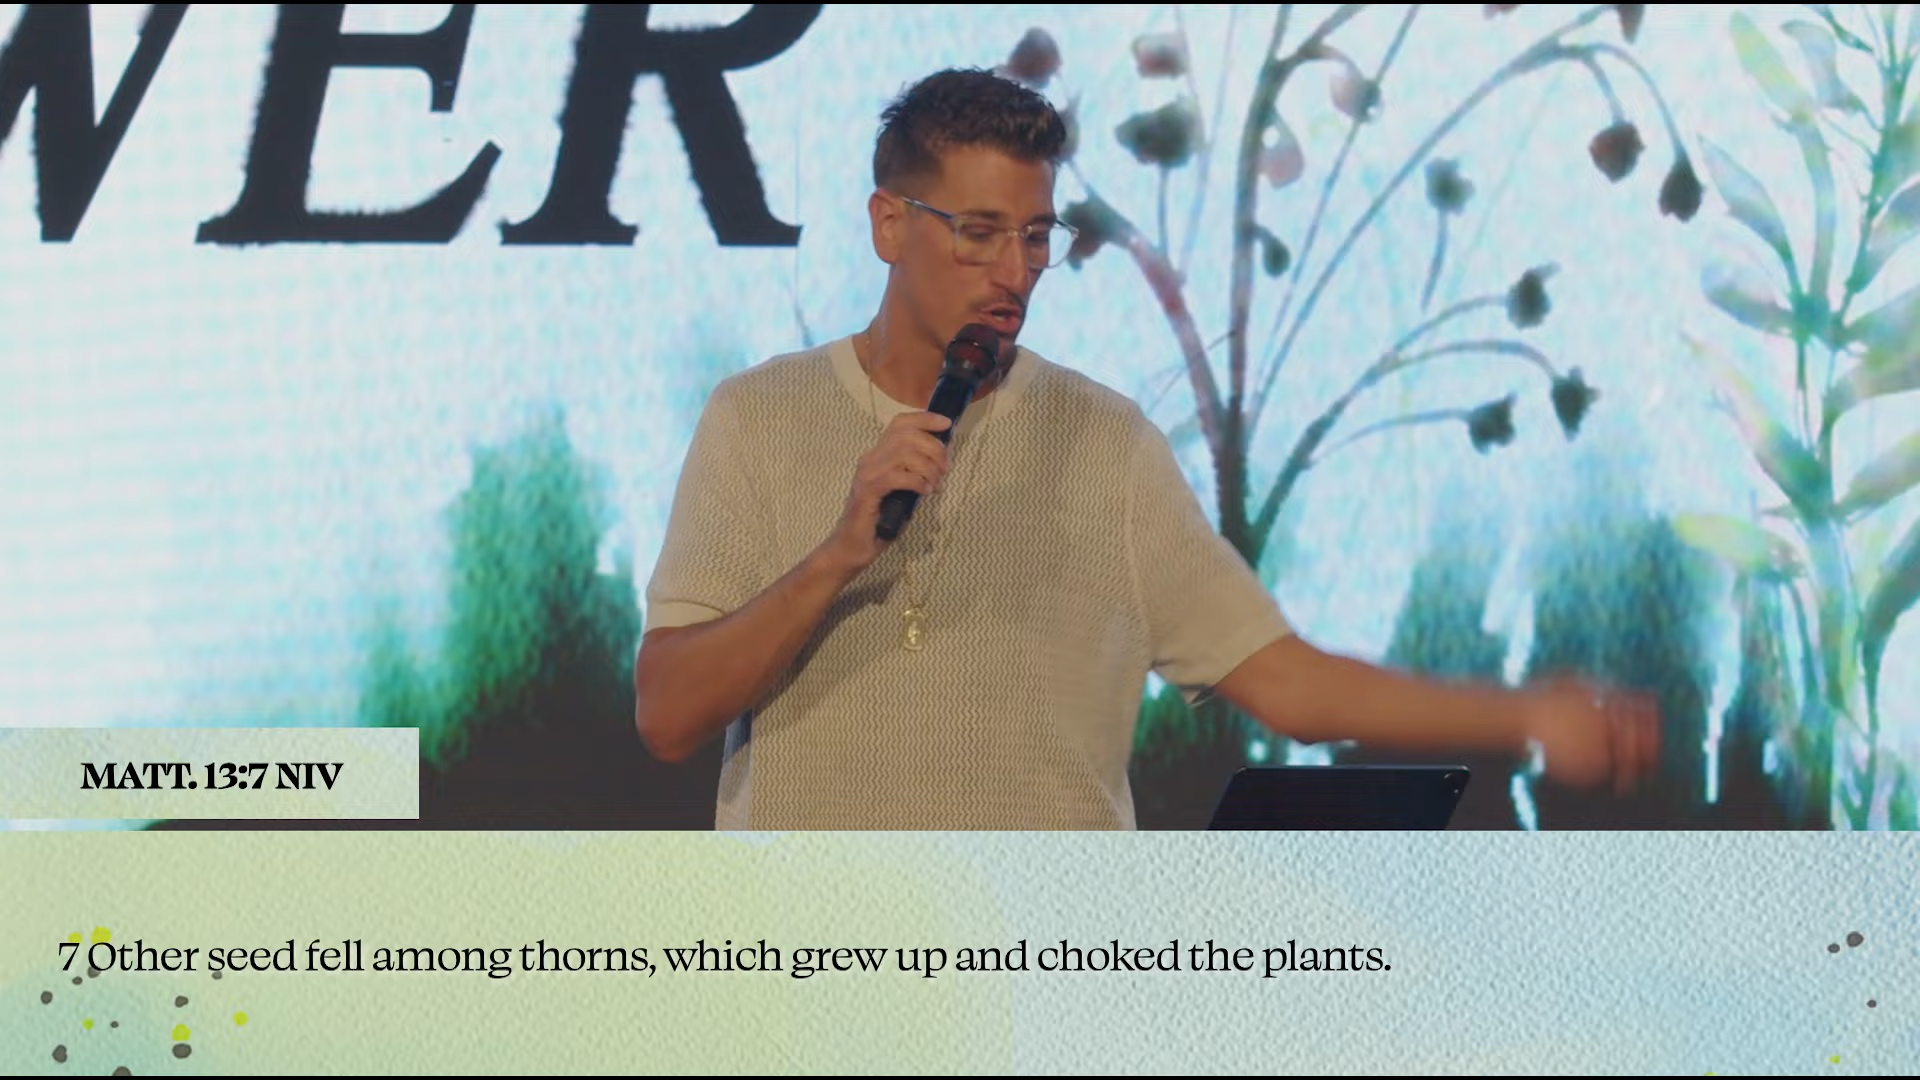 WER
MATT. 13:7 NIV
7 Other seed fell among thorns, which grew up and choked the plants.